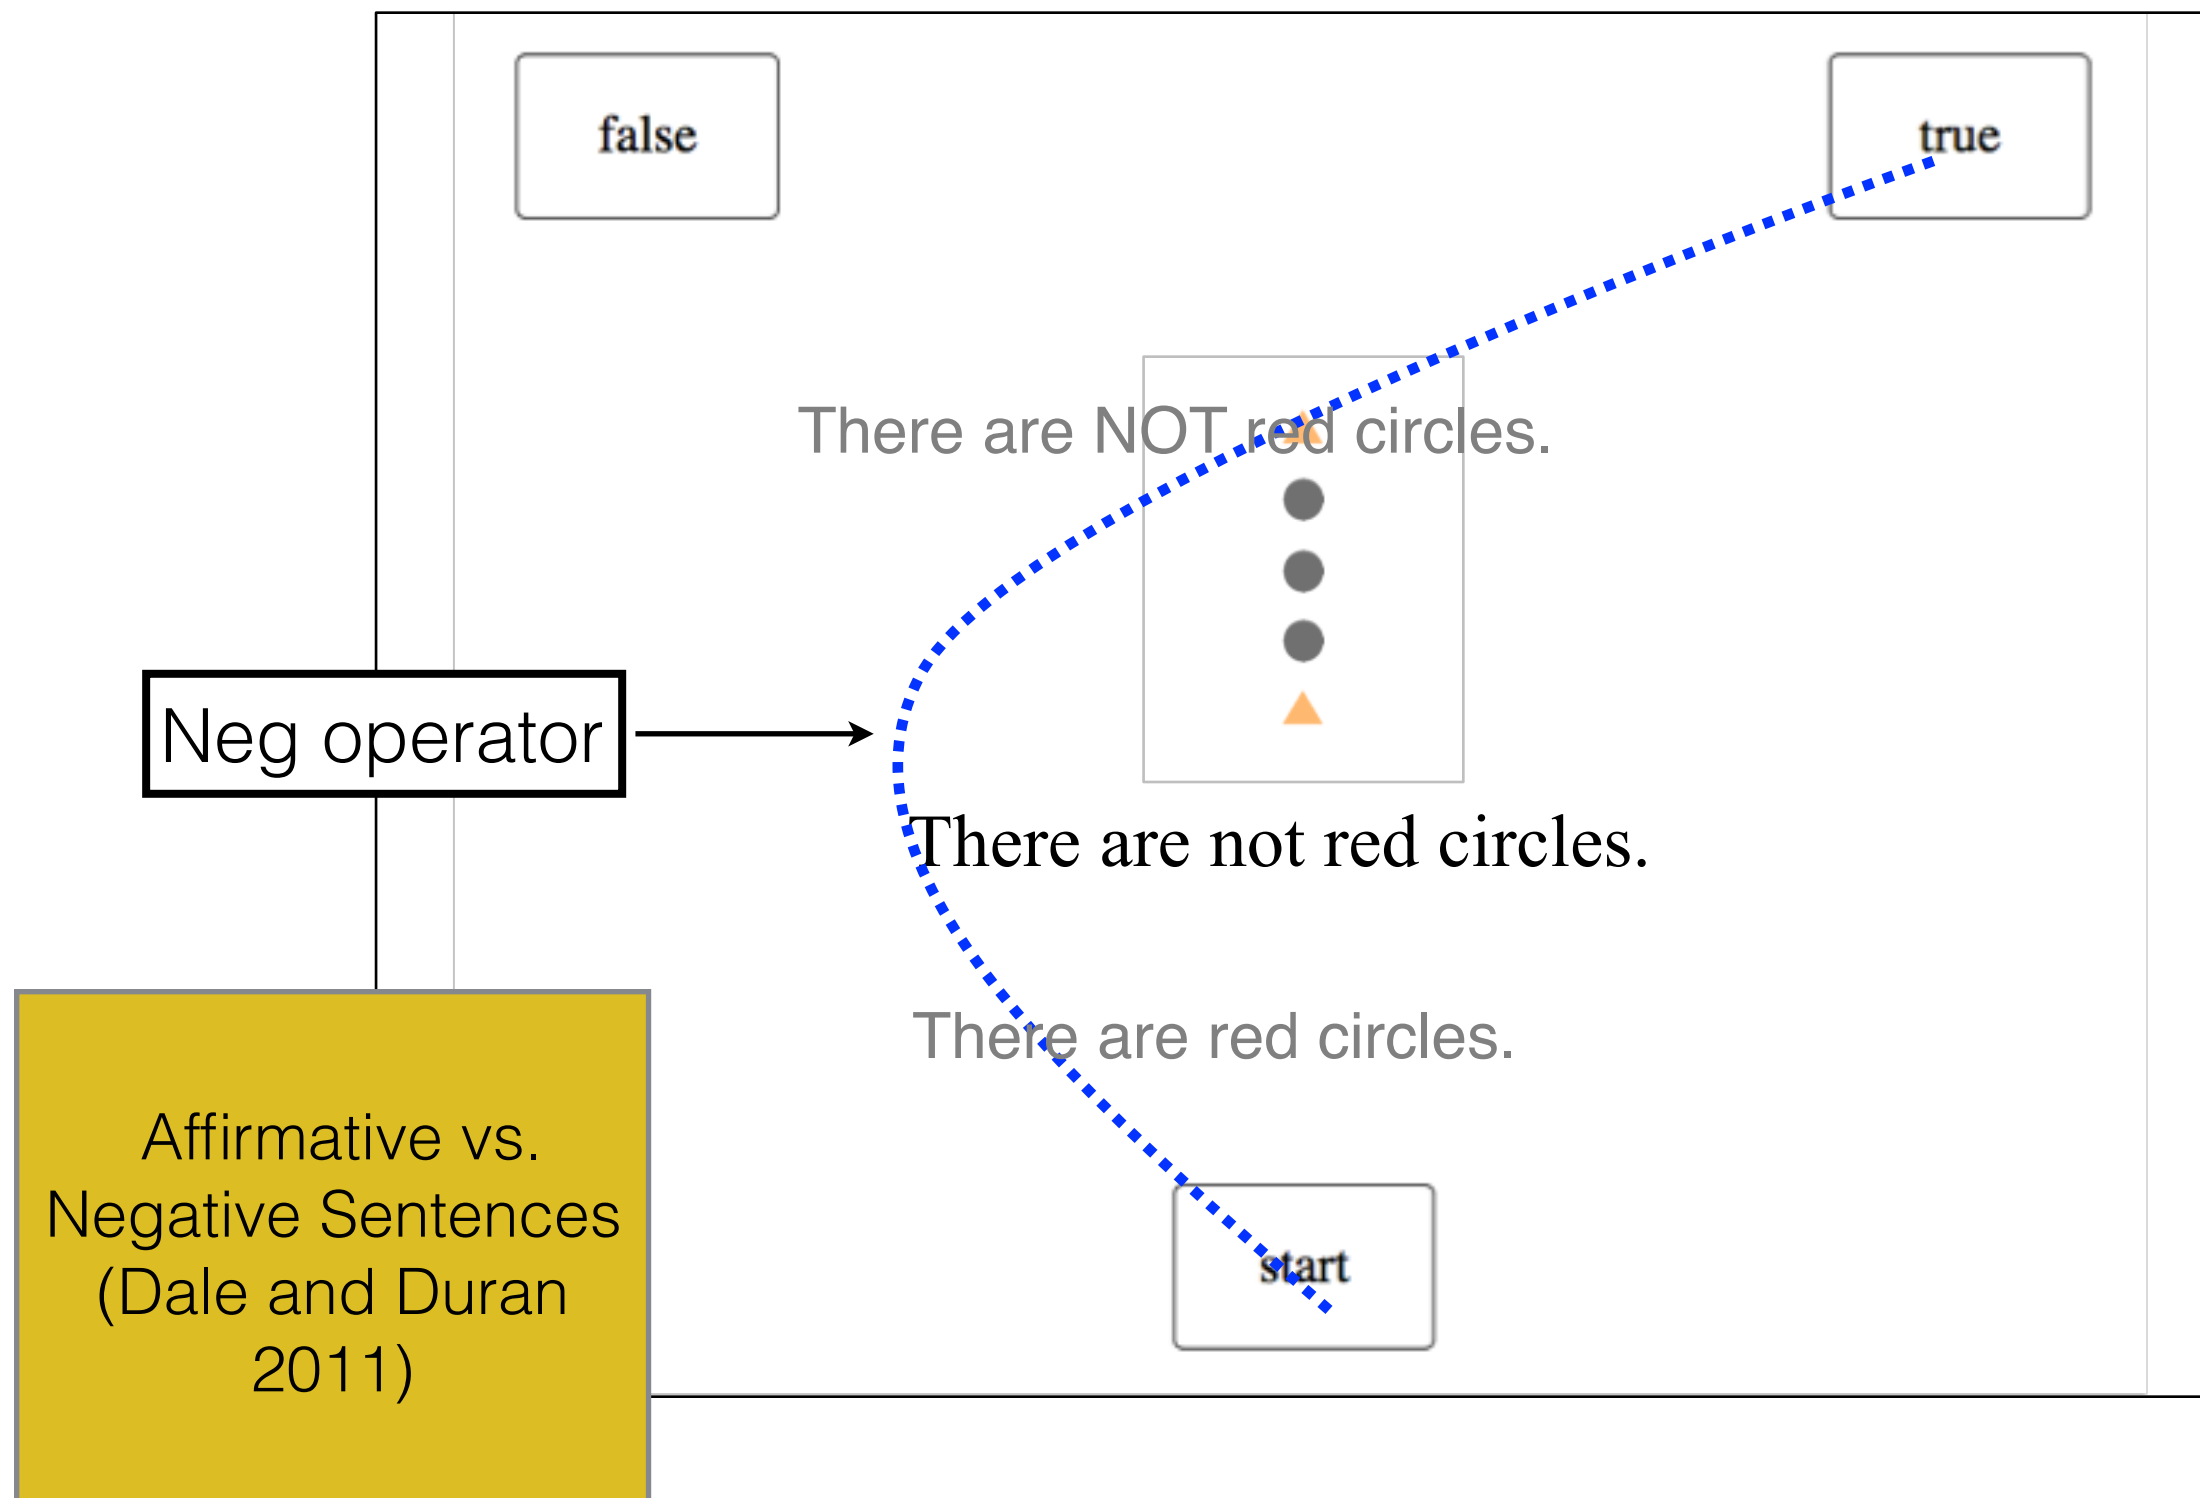 false
true
There are NOT red circles.
Neg operator
There are not red circles.
There are red circles.
Affirmative vs.
Negative Sentences
(Dale and Duran
2011)
start